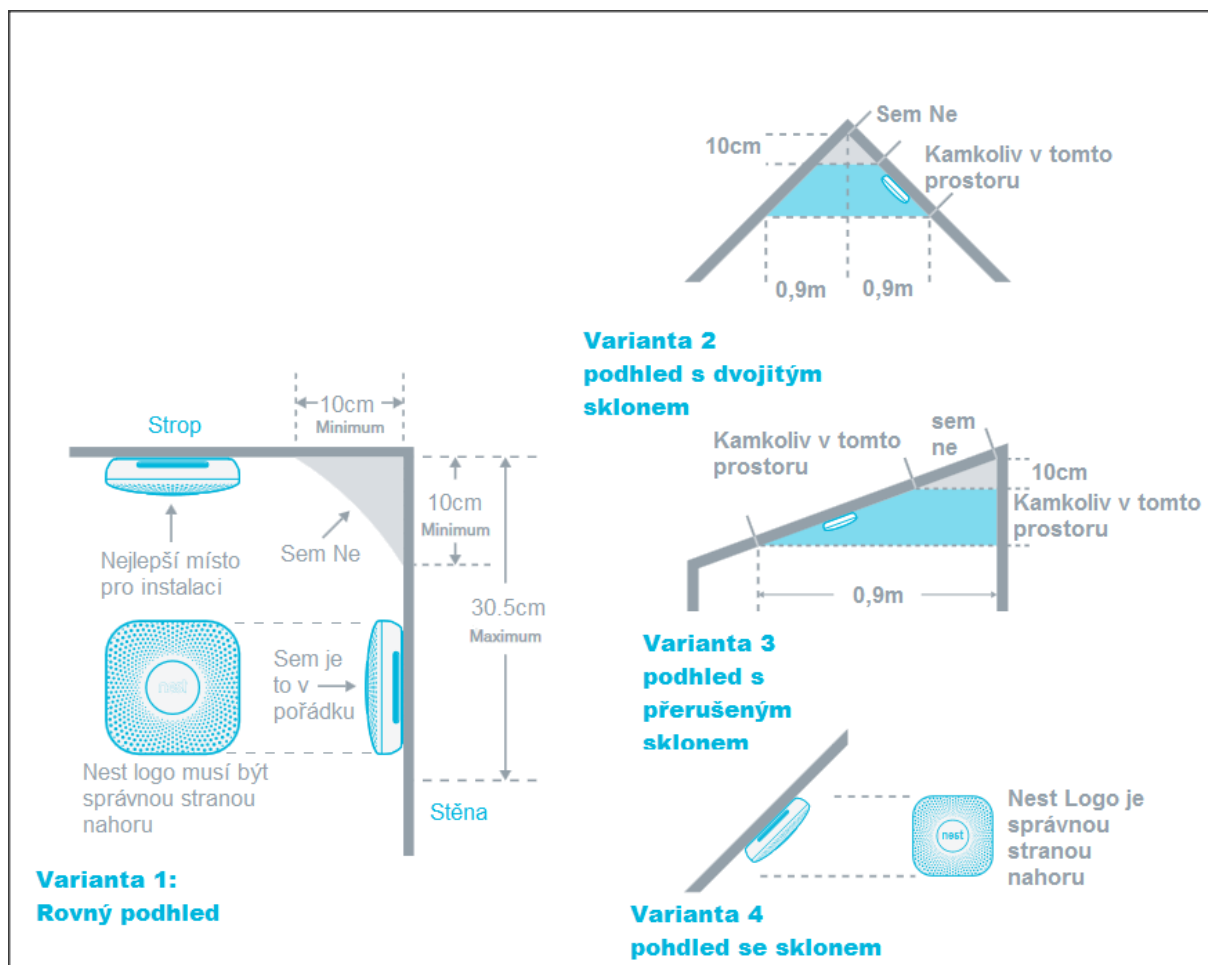 Strop
10cm
Minimum
10cm
Minimum
30.5cm
Maximum
Nejlepší místo
pro instalaci
Sem Ne
nest
Sem je
to v
pořádku
Nest logo musí být
správnou stranou
nahoru
Stěna
Varianta 1:
Rovný podhled
Sem Ne
10cm
Kamkoliv v tomto
prostoru
0,9m
0,9m
Varianta 2
podhled s dvojitým
sklonem
Kamkoliv v tomto
prostoru
sem
ne
10cm
Kamkoliv v tomto
prostoru
0,9m
Varianta 3
podhled s
přerušeným
sklonem
nest
Nest Logo je
správnou
stranou
nahoru
Varianta 4
pohdled se sklonem